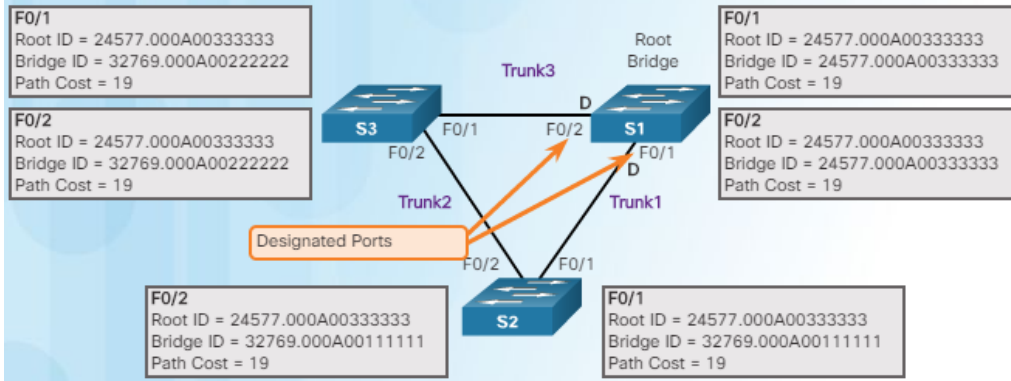 F0/1
Root ID = 24577.000A00333333
Bridge ID = 32769.000A00222222
Path Cost = 19
F0/2
Root ID = 24577.000A00333333
Bridge ID = 32769.000A00222222
Path Cost = 19
Root
Bridge
F0/1
Root ID = 24577.000A00333333
Bridge ID = 24577.000A00333333
Path Cost = 19
F0/2
Root ID = 24577.000A00333333
Bridge ID = 24577.000A00333333
Path Cost = 19
Trunk3
D
S3
F0/1
F0/2
S1
F0/2
F0/1
D
Trunk2
Trunk1
Designated Ports
F0/2
F0/1
S2
F0/2
Root ID = 24577.000A00333333
Bridge ID = 32769.000A00111111
Path Cost = 19
F0/1
Root ID = 24577.000A00333333
Bridge ID = 32769.000A00111111
Path Cost = 19